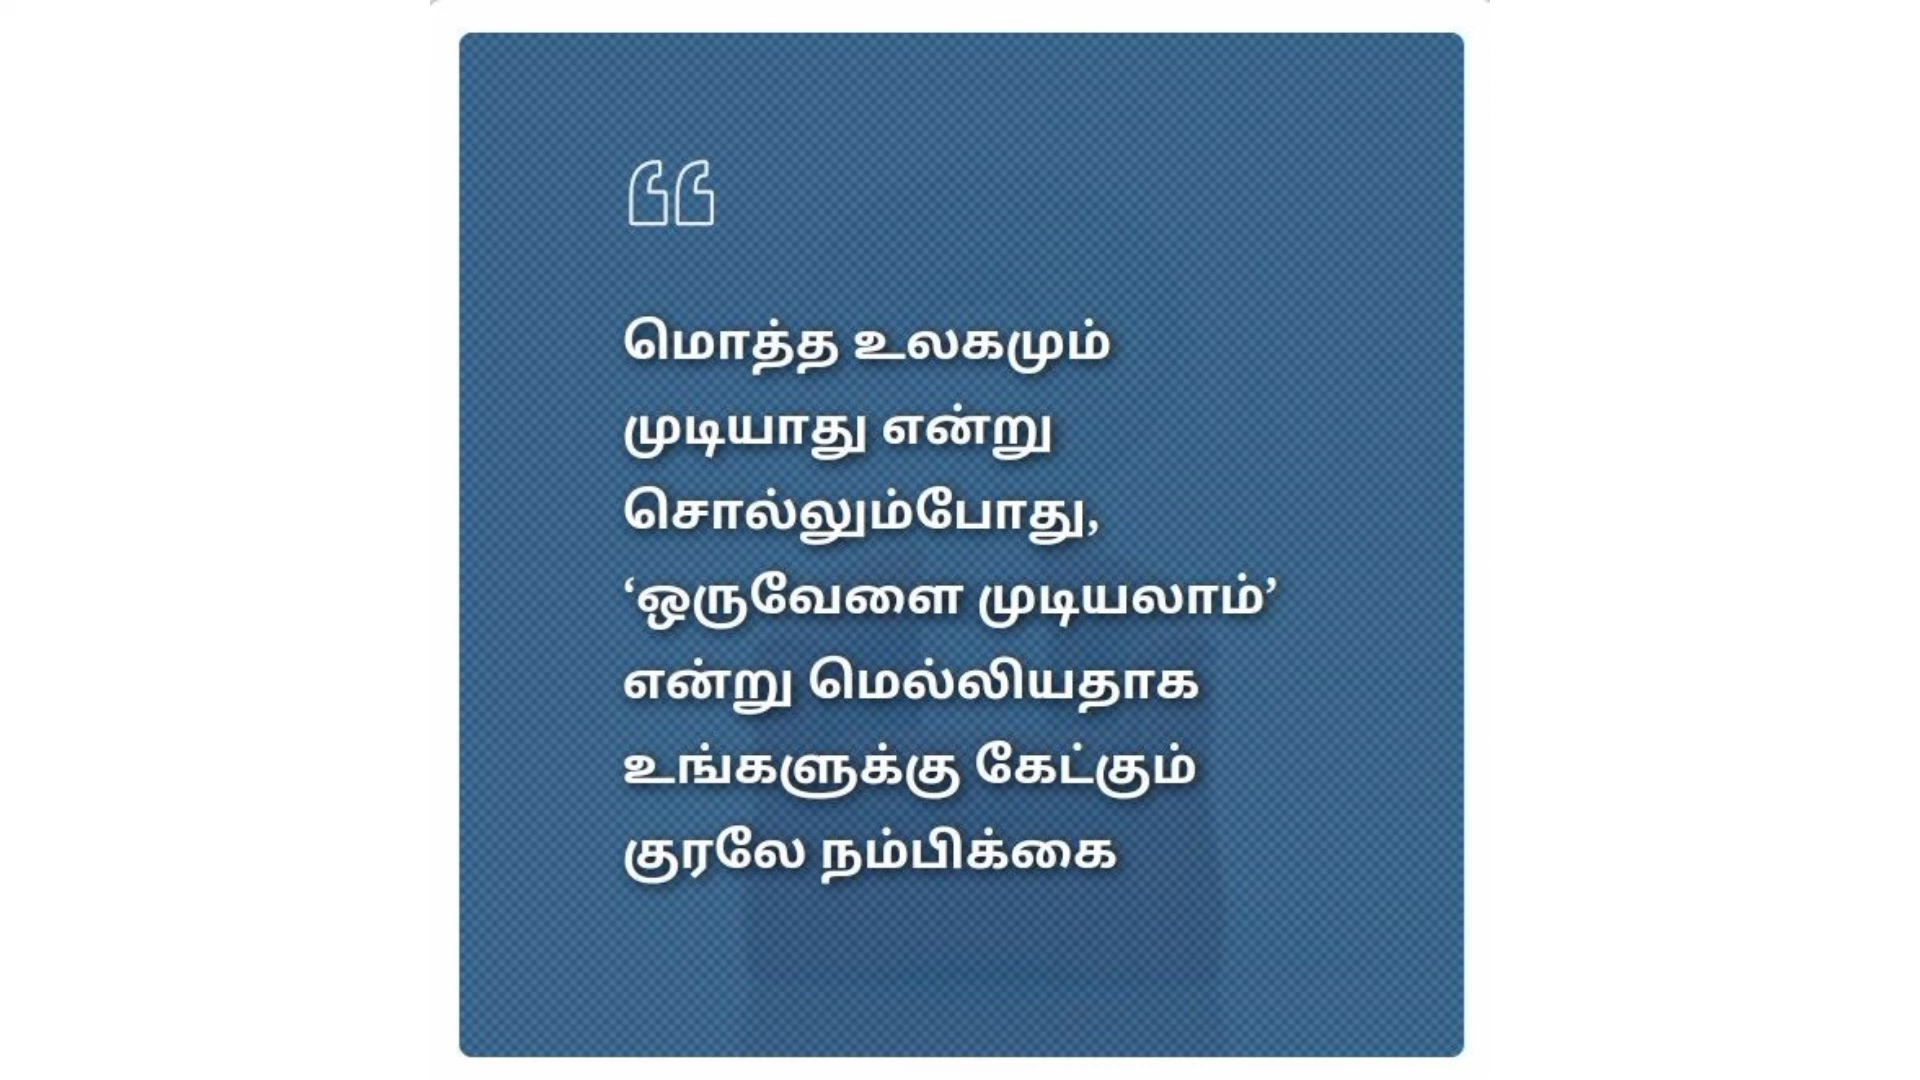 மொத்த உலகமும்
முடியாது என்று
சொல்லும்போது,
‘ஒருவேளை முடியலாம்’
என்று மெல்லியதாக
உங்களுக்கு கேட்கும்
குரலே நம்பிக்கை